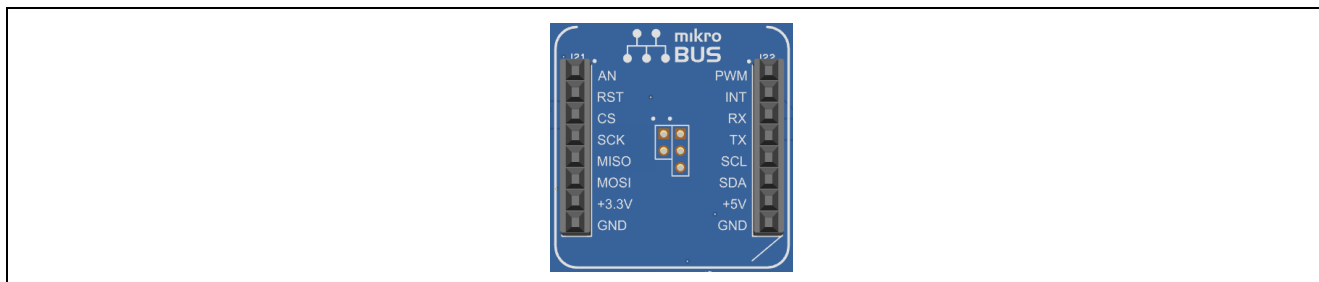 mikro
BUS
J21
J22
AN
PWM
RST
INT
CS
RX
SCK
TX
MISO
SCL
MOSI
SDA
+3.3V
+5V
GND
GND